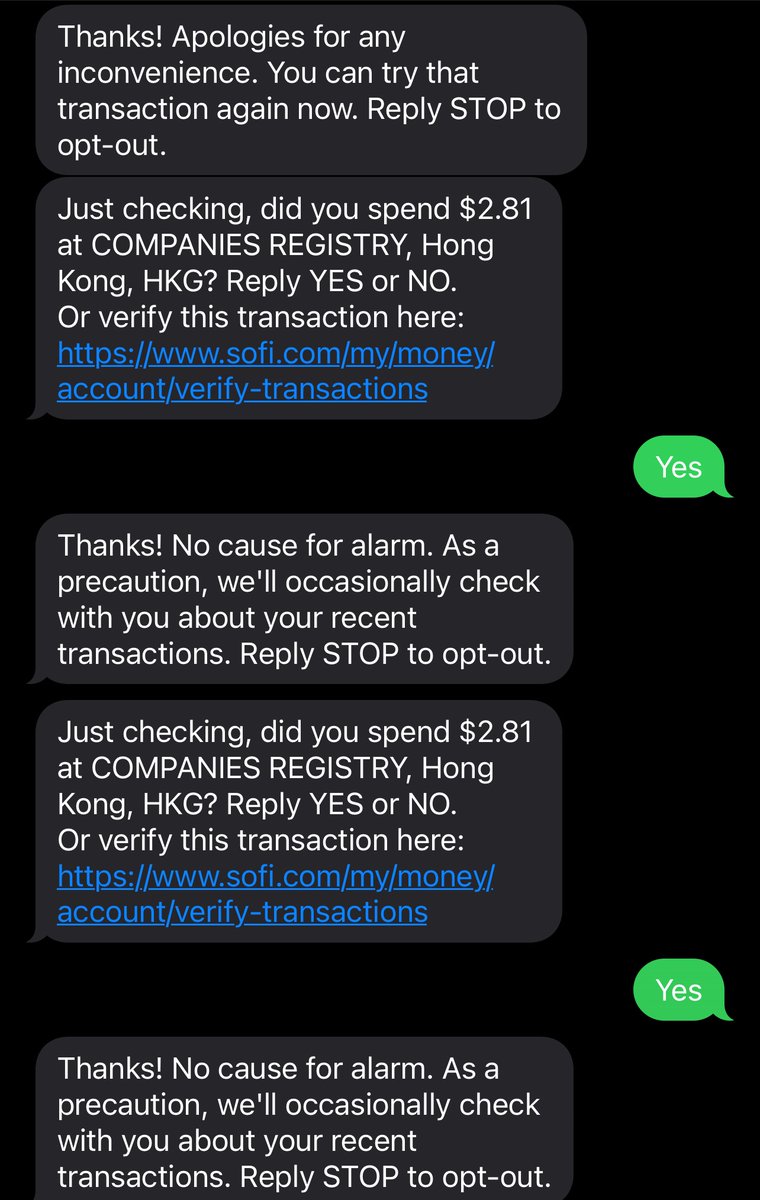 Thanks! Apologies for any
inconvenience. You can try that
transaction again now. Reply STOP to
opt-out.
Just checking, did you spend $2.81
at COMPANIES REGISTRY, Hong
Kong, HKG? Reply YES or NO.
Or verify this transaction here:
https://www.sofi.com/my/money/
account/verify-transactions
Yes
Thanks! No cause for alarm. As a
precaution, we'll occasionally check
with you about your recent
transactions. Reply STOP to opt-out.
Just checking, did you spend $2.81
at COMPANIES REGISTRY, Hong
Kong, HKG? Reply YES or NO.
Or verify this transaction here:
https://www.sofi.com/my/money/
account/verify-transactions
Yes
Thanks! No cause for alarm. As a
precaution, we'll occasionally check
with you about your recent
transactions. Reply STOP to opt-out.